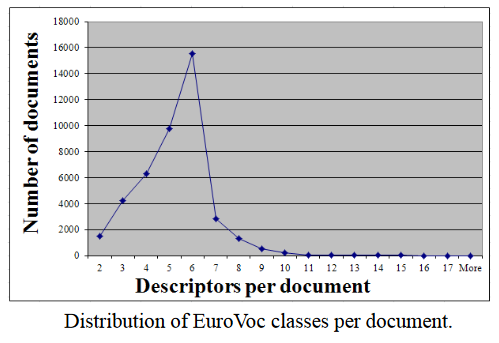 18000
16000
14000
12000
10000
8000
6000
4000
2000
0
Number of documents
2 3 4 5 6 7 8 9 10 11 12 13 14 15 16 17 More
Descriptors per document
Distribution of EuroVoc classes per document.